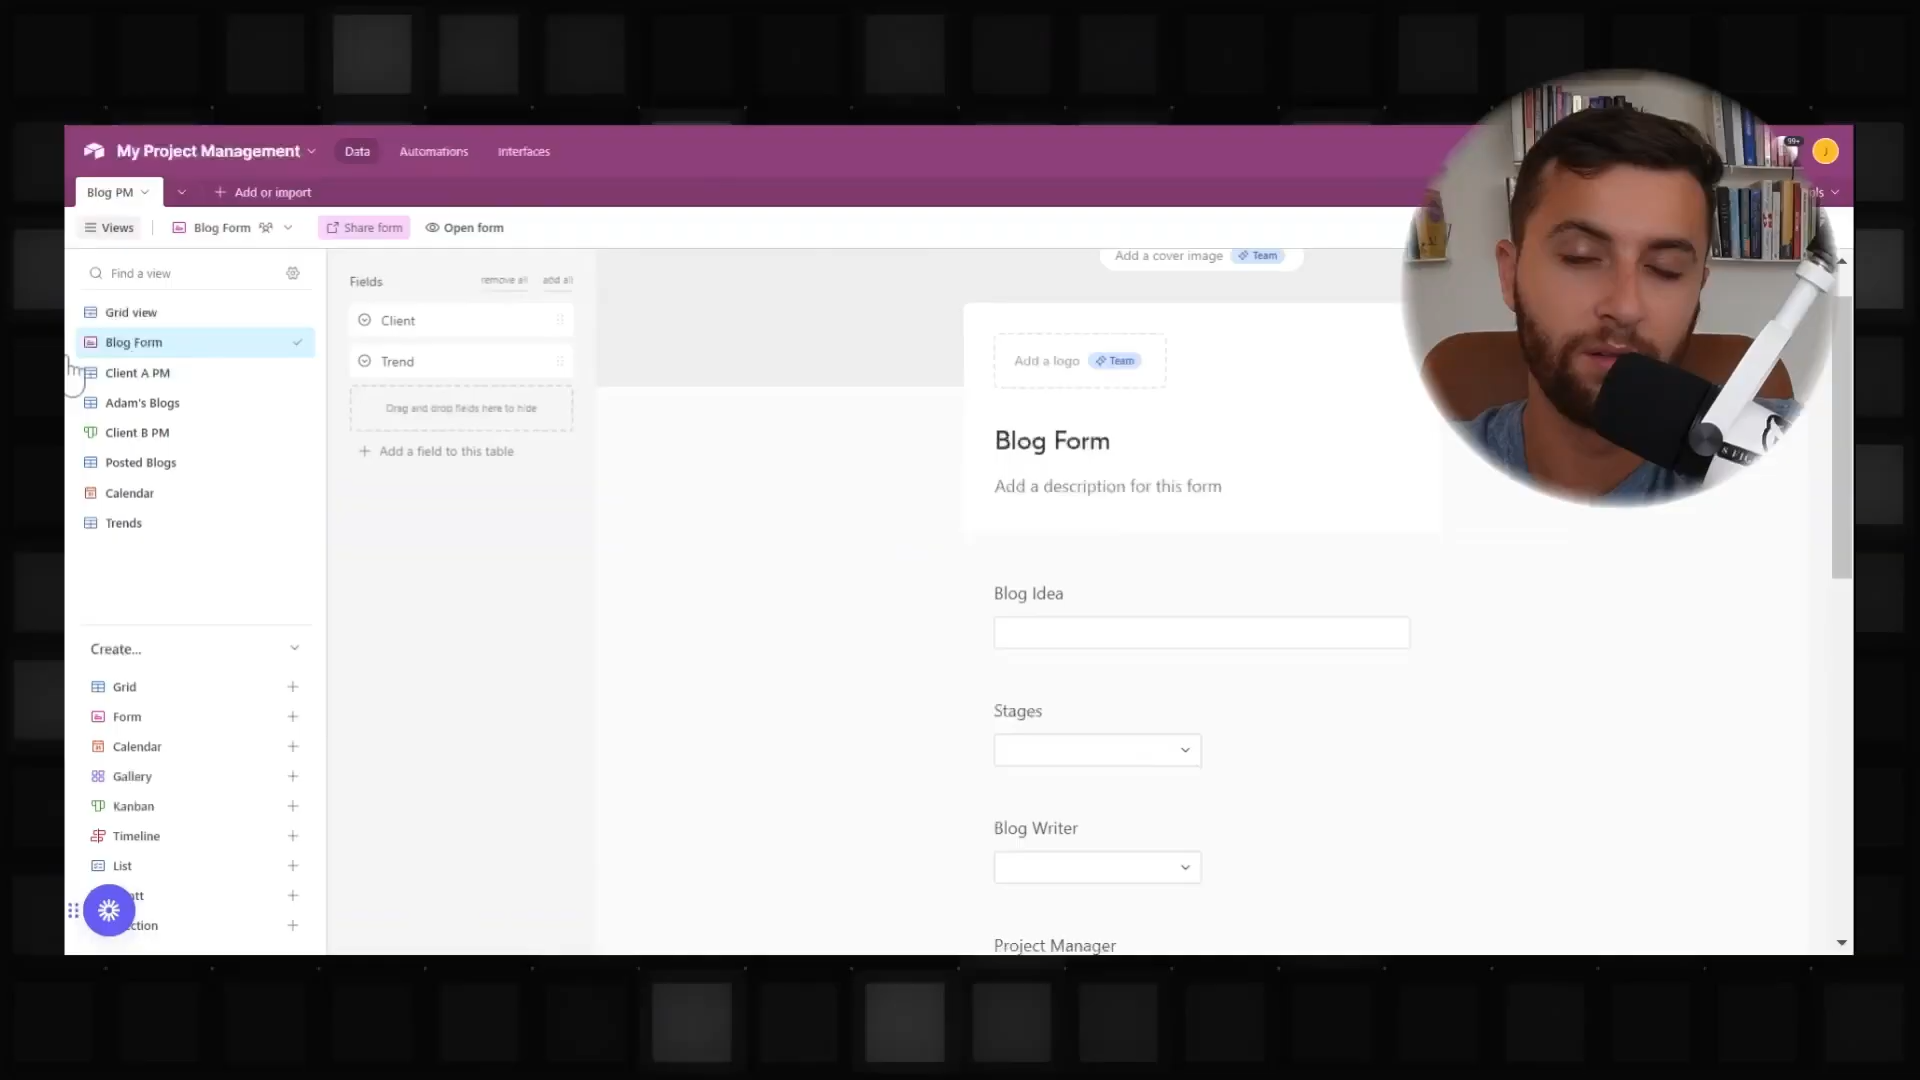 My Project Management
Data
Automations
Interfaces
99+
J
Blog PM
Add or import
Views
Blog Form
Share form
Open form
Find a view
Grid view
Blog Form
Client A PM
Adam's Blogs
Client B PM
Posted Blogs
Calendar
Trends
Create...
Grid
Form
Calendar
Gallery
Kanban
Timeline
List
Fields
remove all
add all
Client
Trend
Drag and drop fields here to hide
Add a field to this table
Add a cover image
Team
Add a logo
Team
Blog Form
Add a description for this form
Blog Idea
Stages
Blog Writer
Project Manager